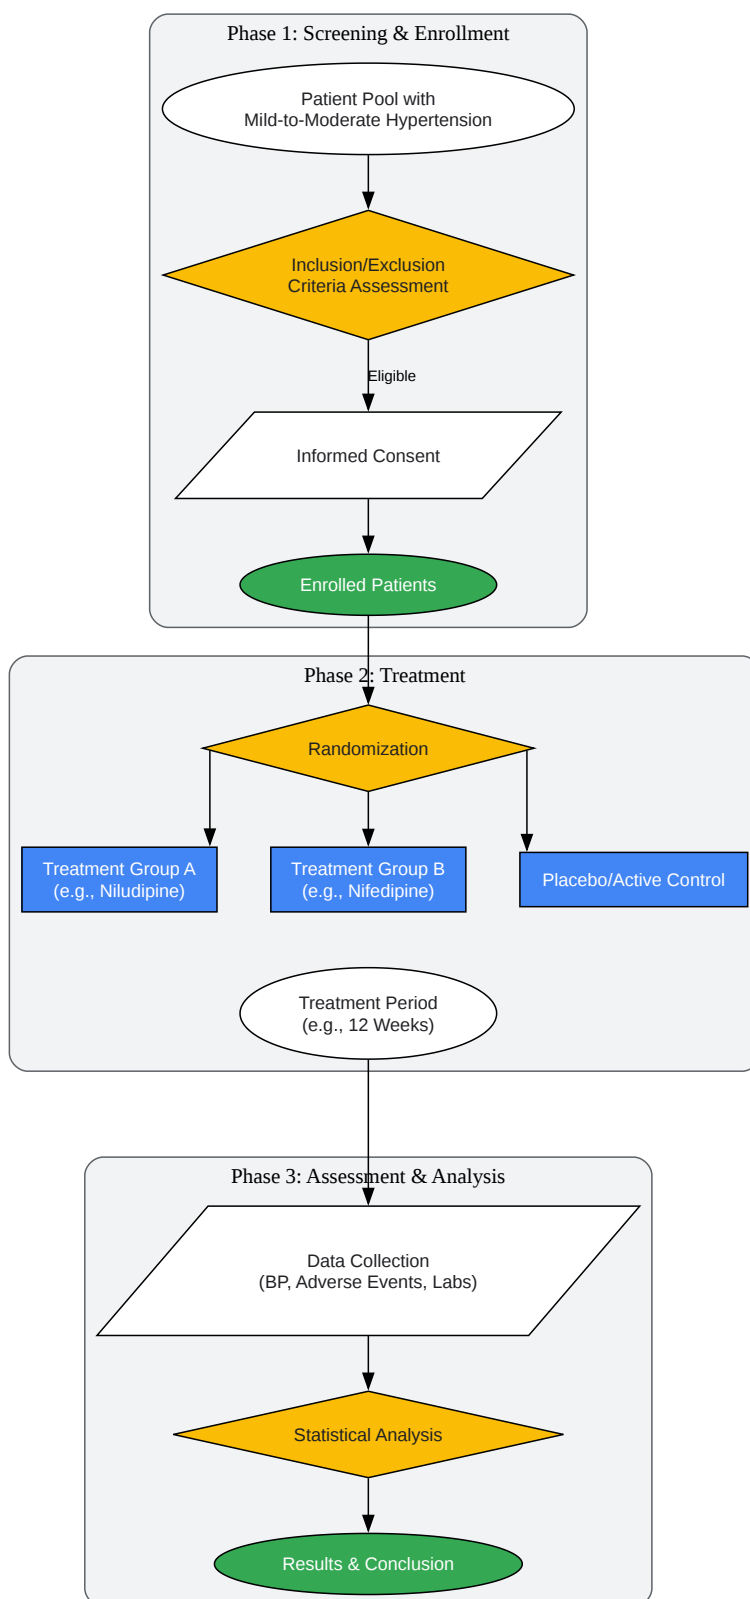 Phase 1: Screening & Enrollment
Patient Pool with
Mild-to-Moderate Hypertension
Inclusion/Exclusion
Criteria Assessment
Eligible
Informed Consent
Enrolled Patients
Phase 2: Treatment
Randomization
Treatment Group A
(e.g., Niludipine)
Treatment Group B
(e.g., Nifedipine)
Placebo/Active Control
Treatment Period
(e.g., 12 Weeks)
Phase 3: Assessment & Analysis
Data Collection
(BP, Adverse Events, Labs)
Statistical Analysis
Results & Conclusion